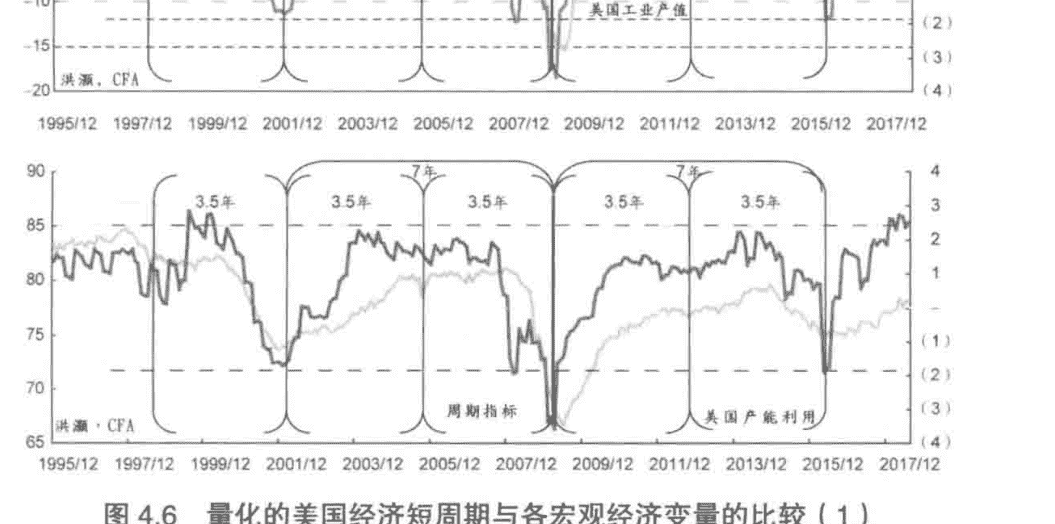 -10
美国工业产值
(2)
-15
(3)
洪灝, CFA
-20
(4)
1995/12 1997/12 1999/12 2001/12 2003/12 2005/12 2007/12 2009/12 2011/12 2013/12 2015/12 2017/12
90 7年 7年 4
3.5年 3.5年 3.5年 3.5年 3.5年 3
85
2
80 1
–
75 (1)
70 (2)
周期指标 美国产能利用 (3)
洪灝·CFA
65 (4)
1995/12 1997/12 1999/12 2001/12 2003/12 2005/12 2007/12 2009/12 2011/12 2013/12 2015/12 2017/12
图 4.6 量化的美国经济短周期与各宏观经济变量的比较(1)